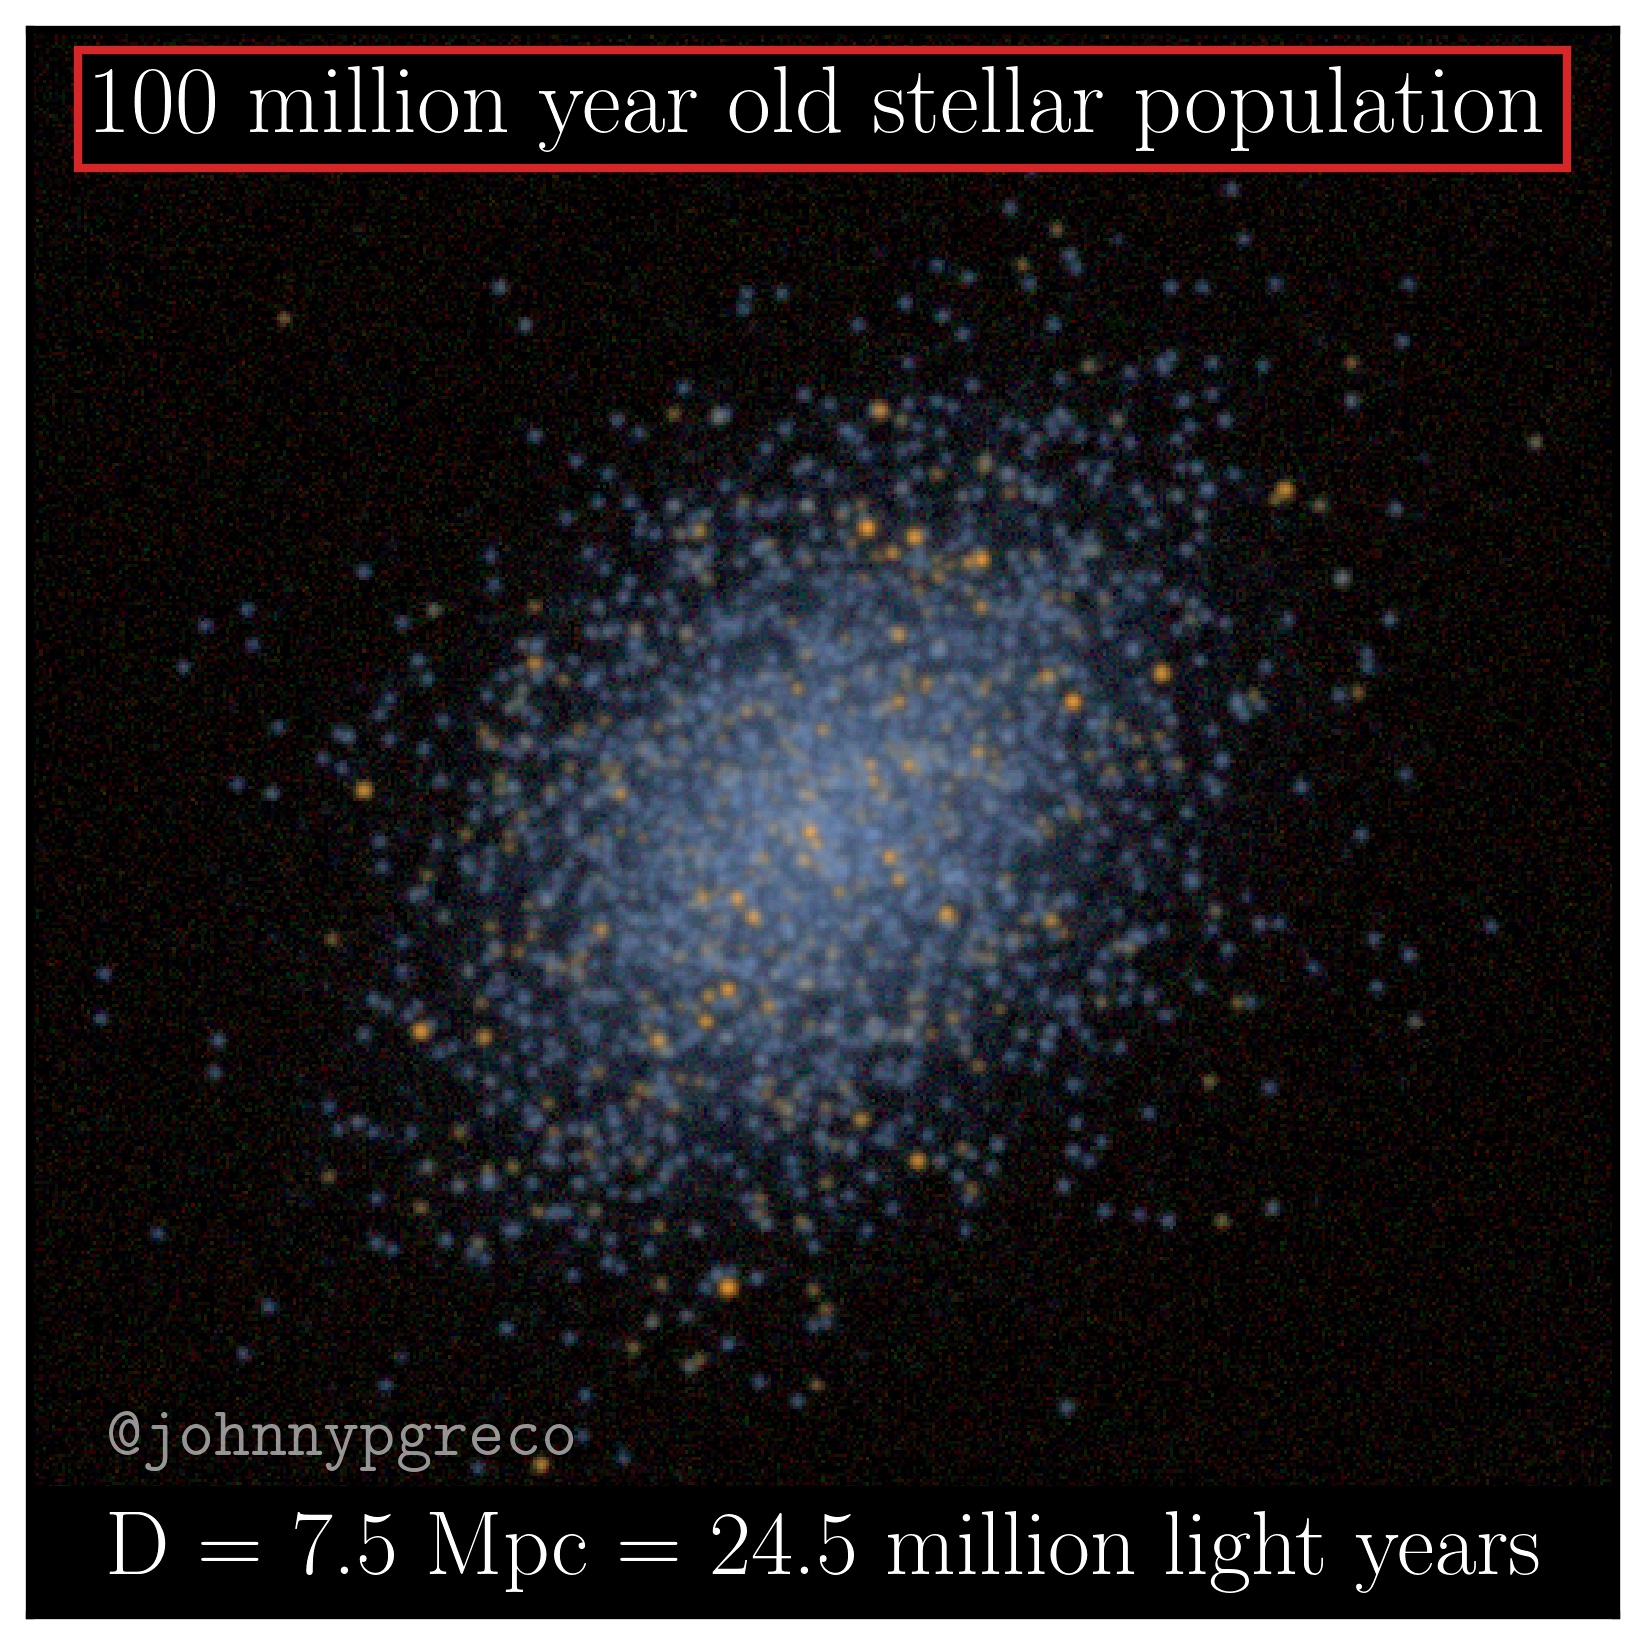 100 million year old stellar population
@johnnypgreco
D = 7.5 Mpc = 24.5 million light years